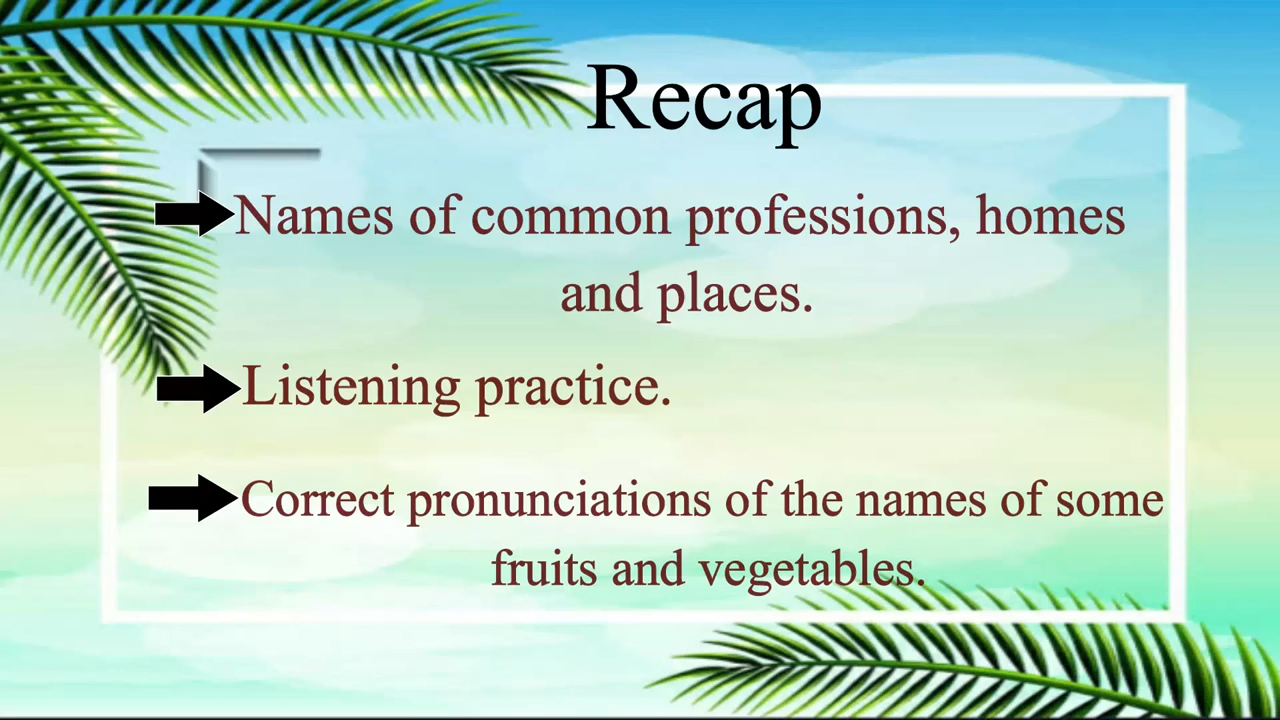 Recap
Names of common professions, homes
and places.
Listening practice.
Correct pronunciations of the names of some
fruits and vegetables.